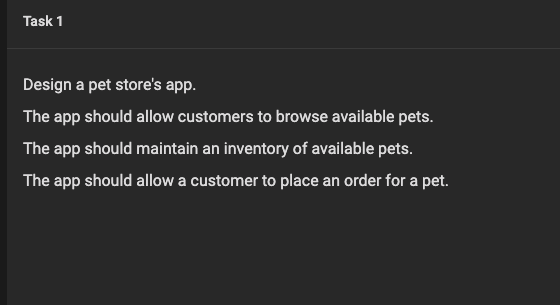 Task 1
Design a pet store's app.
The app should allow customers to browse available pets.
The app should maintain an inventory of available pets.
The app should allow a customer to place an order for a pet.